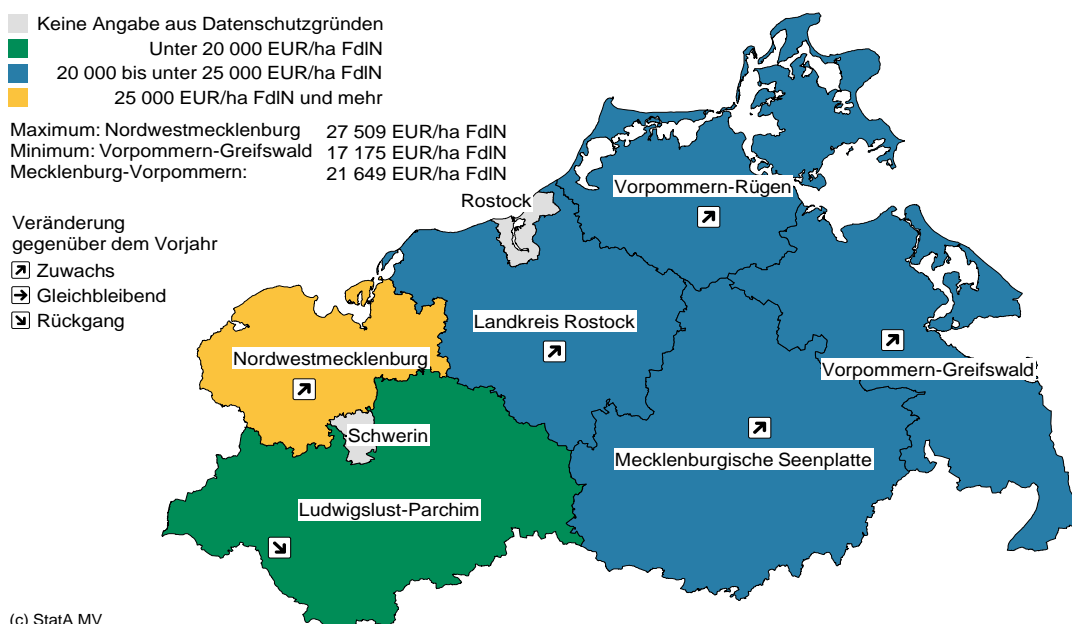 Keine Angabe aus Datenschutzgründen
Unter 20 000 EUR/ha FdlN
20 000 bis unter 25 000 EUR/ha FdlN
25 000 EUR/ha FdlN und mehr
Maximum: Nordwestmecklenburg 27 509 EUR/ha FdlN
Minimum: Vorpommern-Greifswald 17 175 EUR/ha FdlN
Mecklenburg-Vorpommern: 21 649 EUR/ha FdlN
Veränderung
gegenüber dem Vorjahr
Zuwachs
Gleichbleibend
Rückgang
Vorpommern-Rügen
Rostock
Landkreis Rostock
Nordwestmecklenburg
Vorpommern-Greifswald
Schwerin
Mecklenburgische Seenplatte
Ludwigslust-Parchim
(c) StatA MV